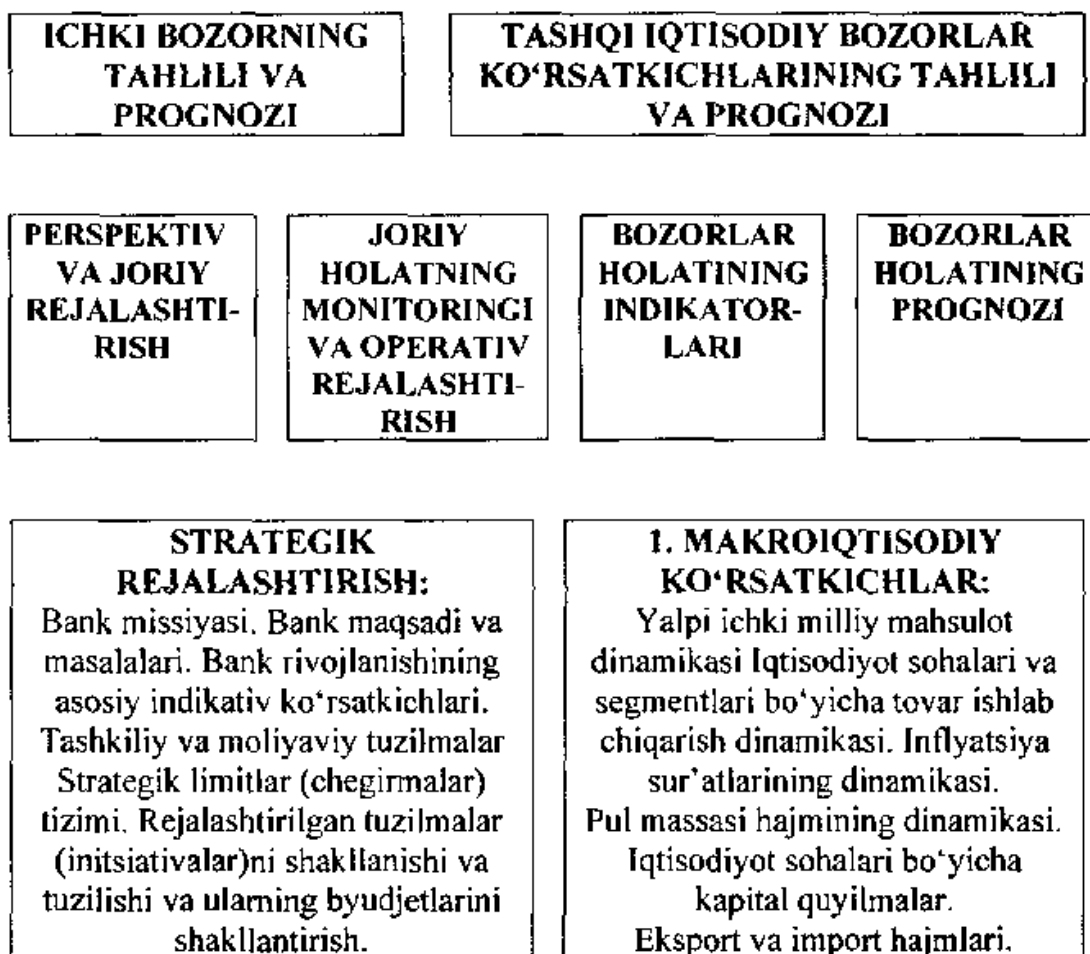 ICHKI BOZORNING
TAHLILI VA
PROGNOZI
TASHQI IQTISODIY BOZORLAR
KO‘RSATKICHLARINING TAHLILI
VA PROGNOZI
PERSPEKTIV
VA JORIY
REJALASHTI-
RISH
JORIY
HOLATNING
MONITORINGI
VA OPERATIV
REJALASHTI-
RISH
BOZORLAR
HOLATINING
INDIKATOR-
LARI
BOZORLAR
HOLATINING
PROGNOZI
STRATEGIK
REJALASHTIRISH:
Bank missiyasi. Bank maqsadi va
masalalari. Bank rivojlanishining
asosiy indikativ ko‘rsatkichlari.
Tashkiliy va moliyaviy tuzilmalar
Strategik limitlar (chegirmalar)
tizimi. Rejalashtirilgan tuzilmalar
(initsiativalar)ni shakllanishi va
tuzilishi va ularning byudjetlarini
shakllantirish.
1. MAKROIQTISODIY
KO‘RSATKICHLAR:
Yalpi ichki milliy mahsulot
dinamikasi Iqtisodiyot sohalari va
segmentlari bo‘yicha tovar ishlab
chiqarish dinamikasi. Inflyatsiya
sur’atlarining dinamikasi.
Pul massasi hajmining dinamikasi.
Iqtisodiyot sohalari bo‘yicha
kapital quyilmalar.
Eksport va import hajmlari.